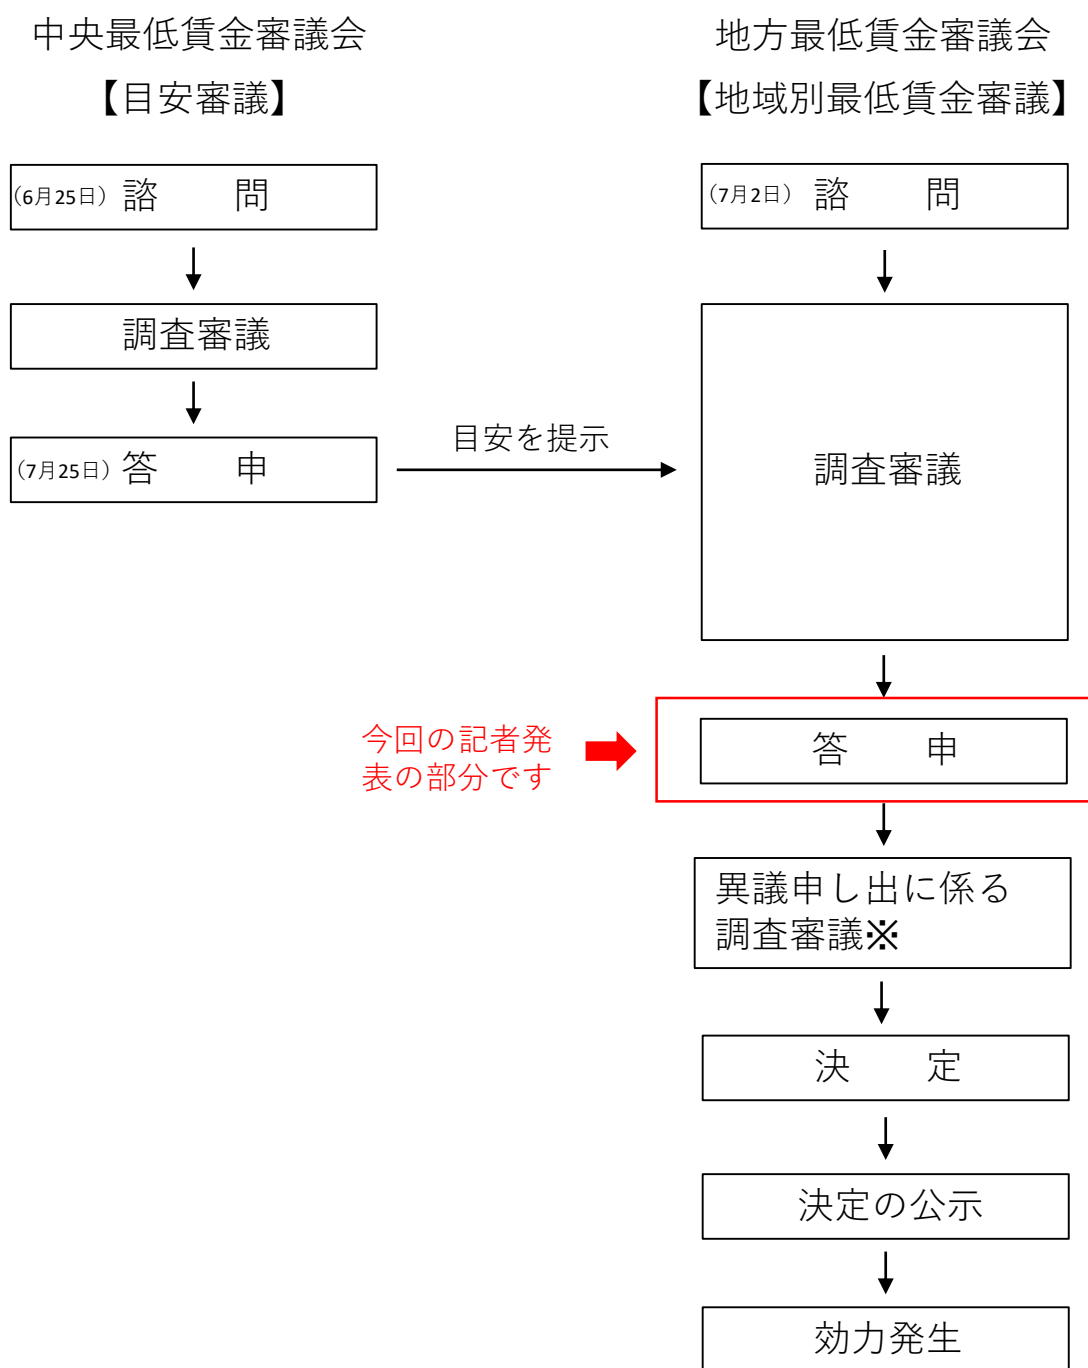 中央最低賃金審議会
【目安審議】
(6月25日) 諮　問
調査審議
(7月25日) 答　申
目安を提示
地方最低賃金審議会
【地域別最低賃金審議】
(7月2日) 諮　問
調査審議
今回の記者発
表の部分です
答　申
異議申し出に係る
調査審議※
決　定
決定の公示
効力発生